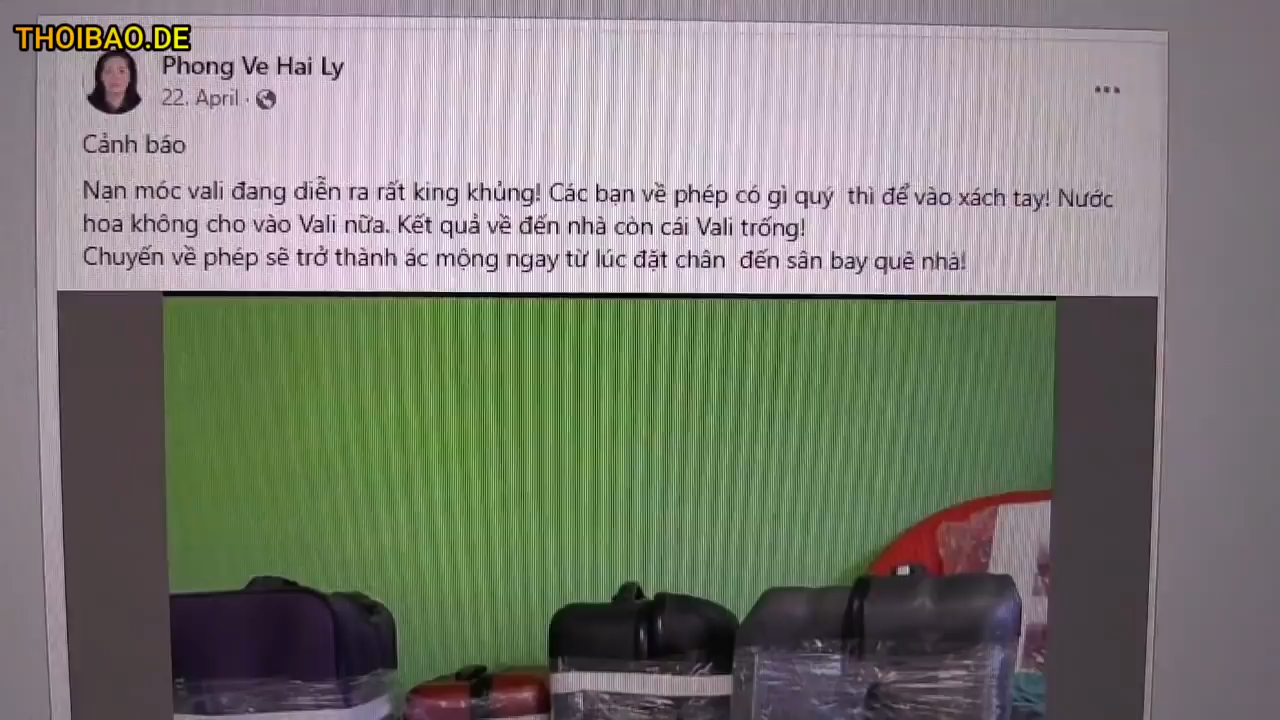 THOIBAO.DE
Phong Ve Hai Ly
22. April ·
Cảnh báo
Nạn móc vali đang diễn ra rất king khủng! Các bạn về phép có gì quý thì để vào xách tay! Nước
hoa không cho vào Vali nữa. Kết quả về đến nhà còn cái Vali trống!
Chuyến về phép sẽ trở thành ác mộng ngay từ lúc đặt chân đến sân bay quê nhà!